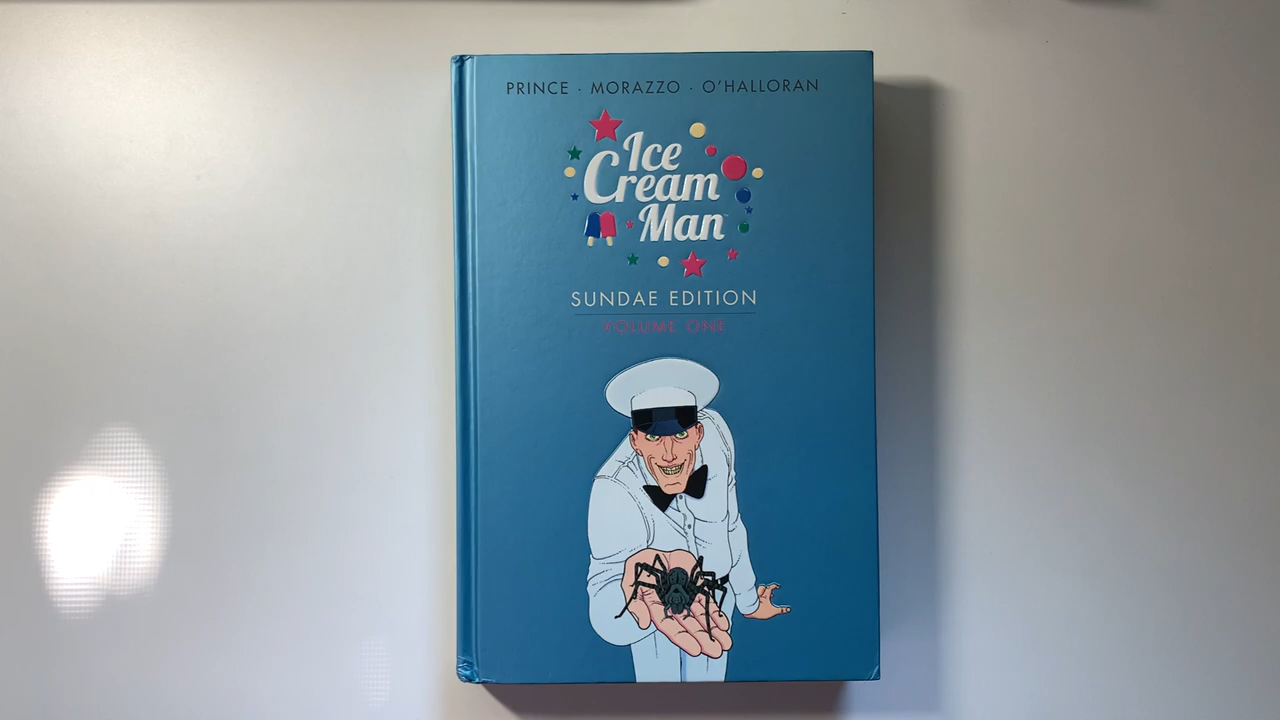 PRINCE · MORAZZO · O'HALLORAN
Ice
Cream
Man
SUNDAE EDITION
VOLUME ONE